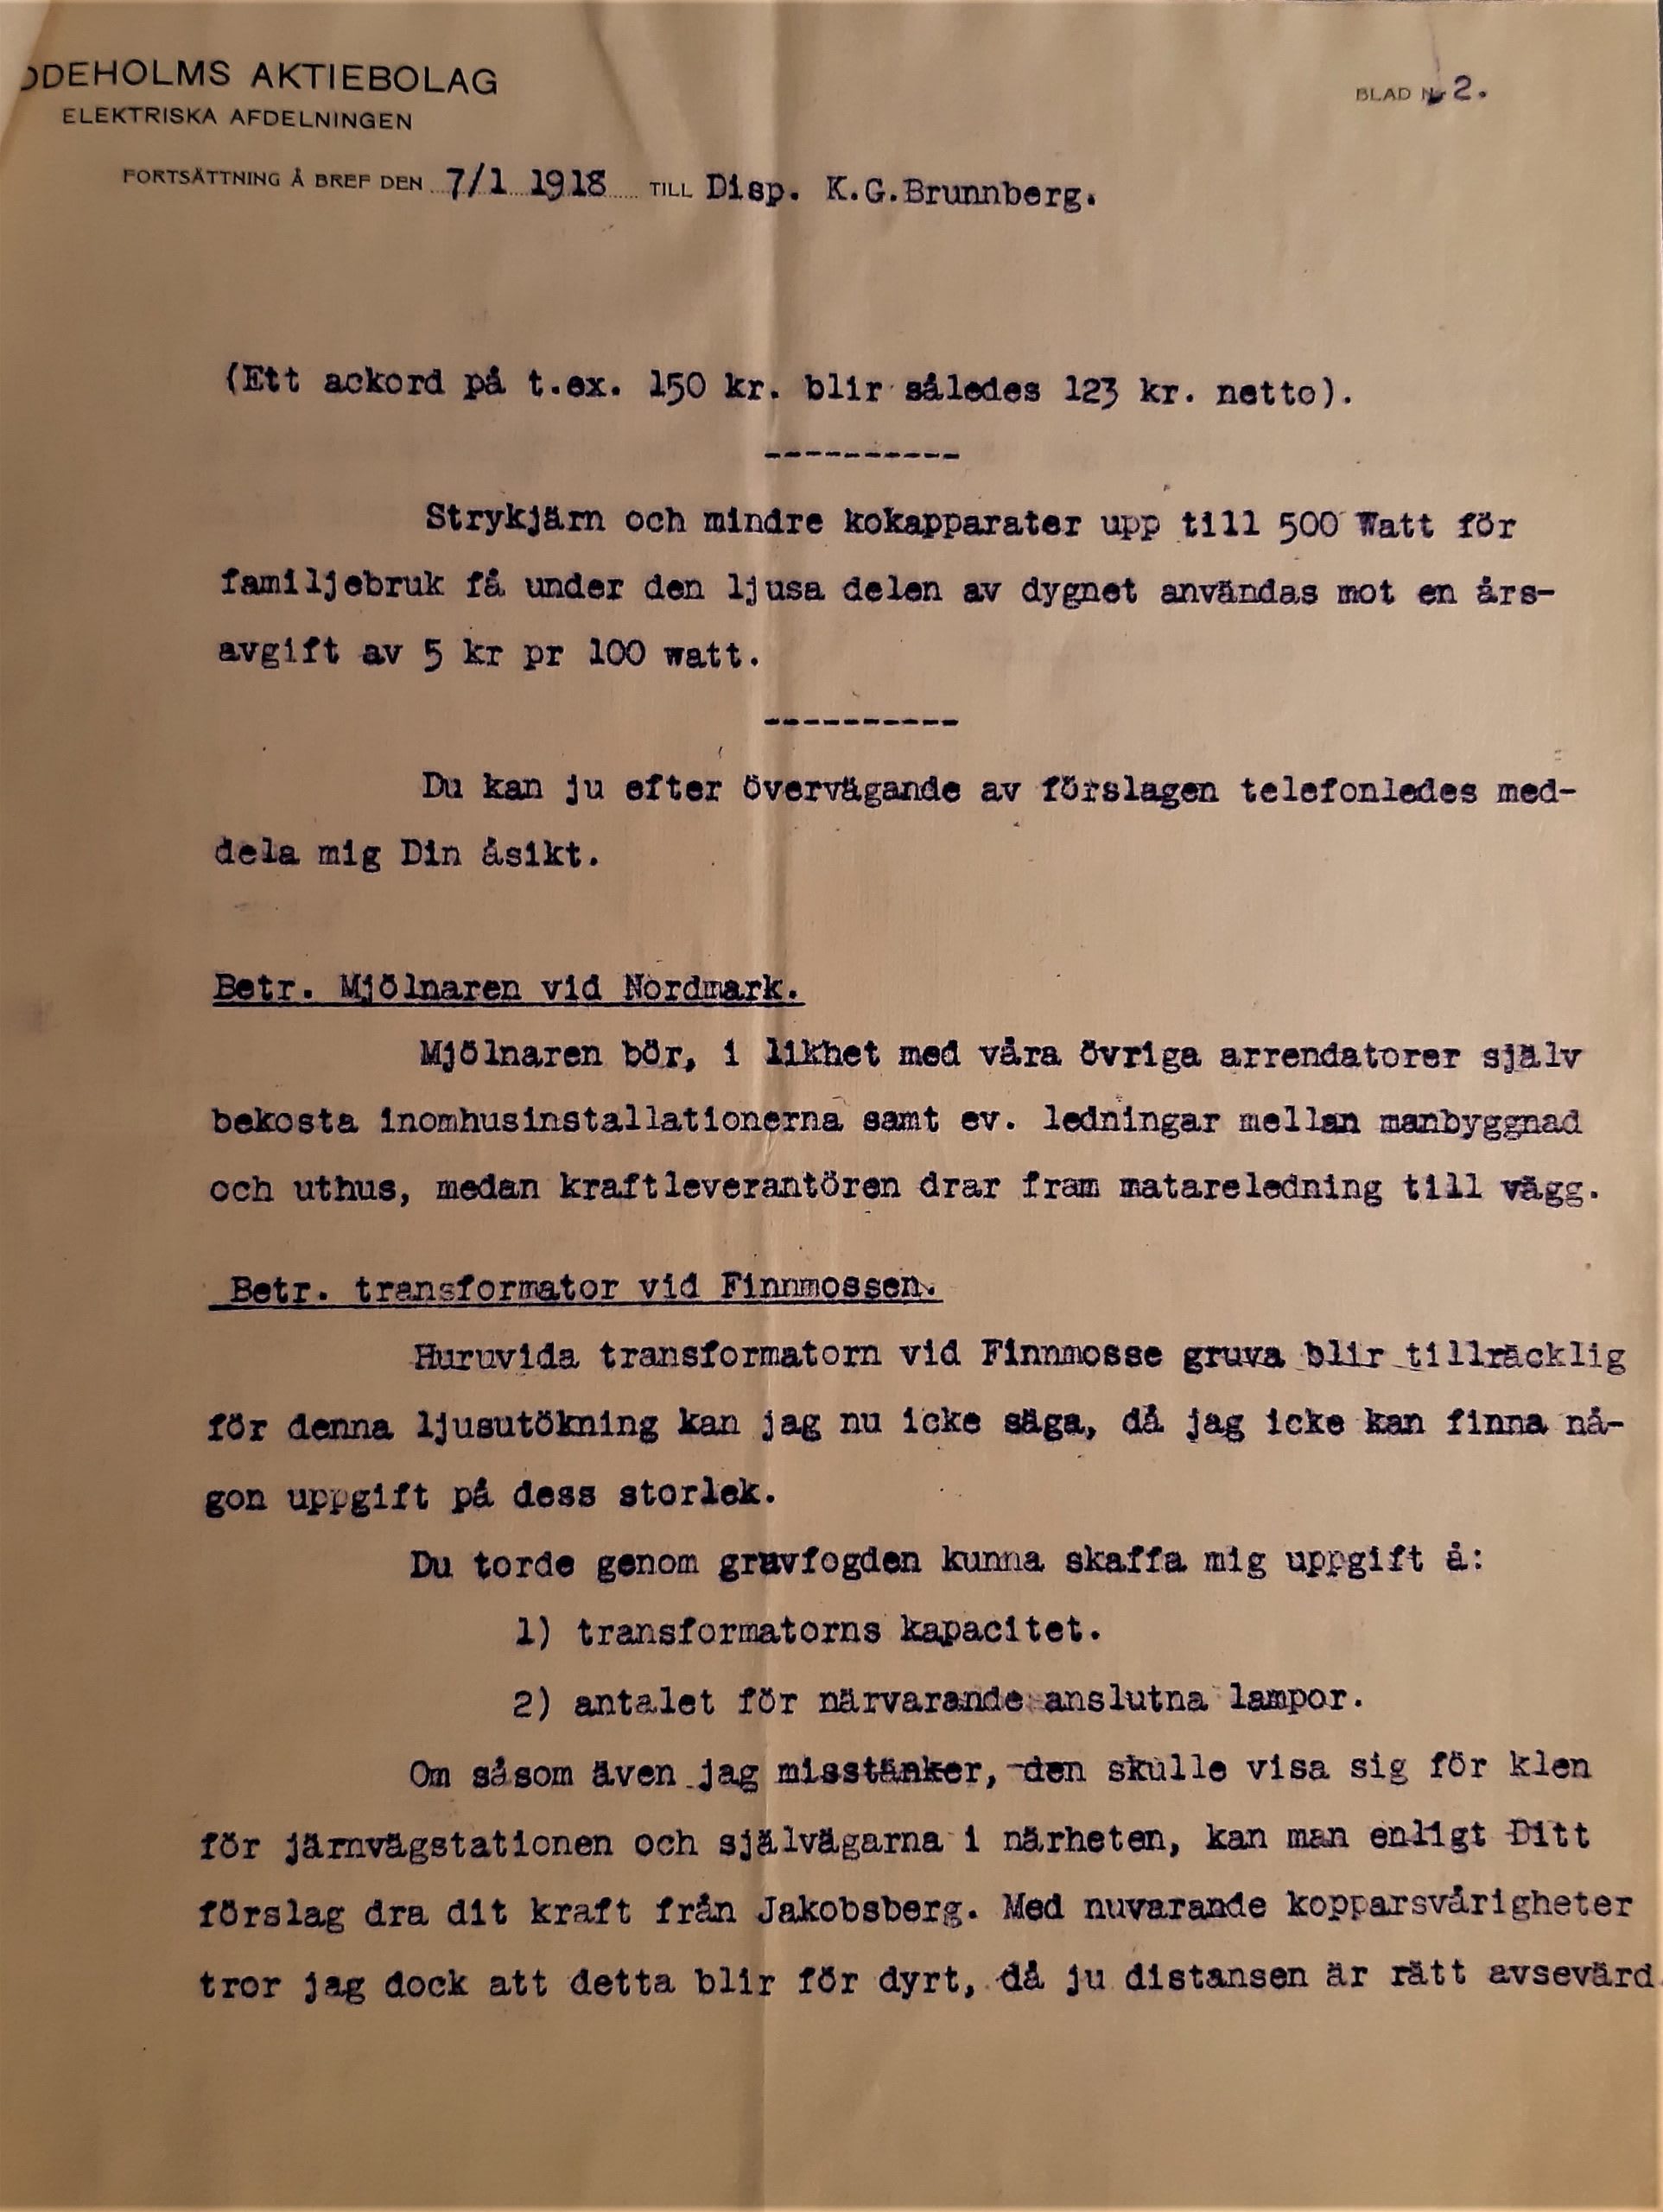 ODEHOLMS AKTIEBOLAG
ELEKTRISKA AFDELNINGEN
BLAD No 2.
FORTSÄTTNING Å BREF DEN 7/1 1918 TILL Disp. K.G.Brunnberg.
(Ett ackord på t.ex. 150 kr. blir således 123 kr. netto).
----------
Strykjärn och mindre kokapparater upp till 500 Watt för
familjebruk få under den ljusa delen av dygnet användas mot en års-
avgift av 5 kr pr 100 watt.
----------
Du kan ju efter övervägande av förslagen telefonledes med-
dela mig Din åsikt.
Betr. Mjölnaren vid Nordmark.
Mjölnaren bör, i likhet med våra övriga arrendatorer själv
bekosta inomhusinstallationerna samt ev. ledningar mellan manbyggnad
och uthus, medan kraftleverantören drar fram matareledning till vägg.
Betr. transformator vid Finnmossen.
Huruvida transformatorn vid Finnmosse gruva blir tillräcklig
för denna ljusutökning kan jag nu icke säga, då jag icke kan finna nå-
gon uppgift på dess storlek.
Du torde genom gruvfogden kunna skaffa mig uppgift å:
1) transformatorns kapacitet.
2) antalet för närvarande anslutna lampor.
Om såsom även jag misstänker, den skulle visa sig för klen
för järnvägstationen och självägarna i närheten, kan man enligt Ditt
förslag dra dit kraft från Jakobsberg. Med nuvarande kopparsvårigheter
tror jag dock att detta blir för dyrt, då ju distansen är rätt avsevärd.